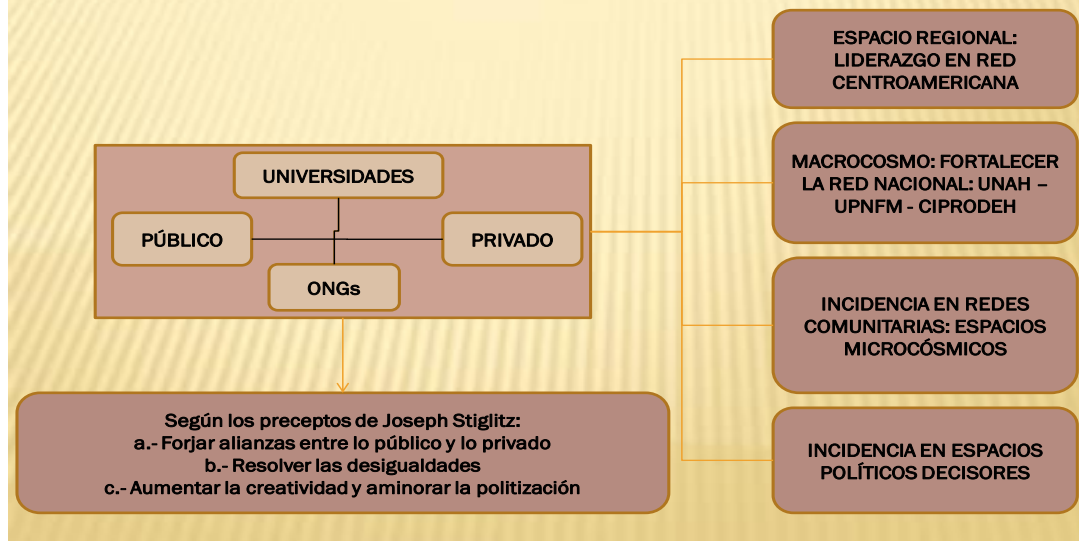 UNIVERSIDADES
PÚBLICO
PRIVADO
ONGs
Según los preceptos de Joseph Stiglitz:
a.- Forjar alianzas entre lo público y lo privado
b.- Resolver las desigualdades
c.- Aumentar la creatividad y aminorar la politización
ESPACIO REGIONAL:
LIDERAZGO EN RED
CENTROAMERICANA
MACROCOSMO: FORTALECER
LA RED NACIONAL: UNAH –
UPNFM - CIPRODEH
INCIDENCIA EN REDES
COMUNITARIAS: ESPACIOS
MICROCÓSMICOS
INCIDENCIA EN ESPACIOS
POLÍTICOS DECISORES